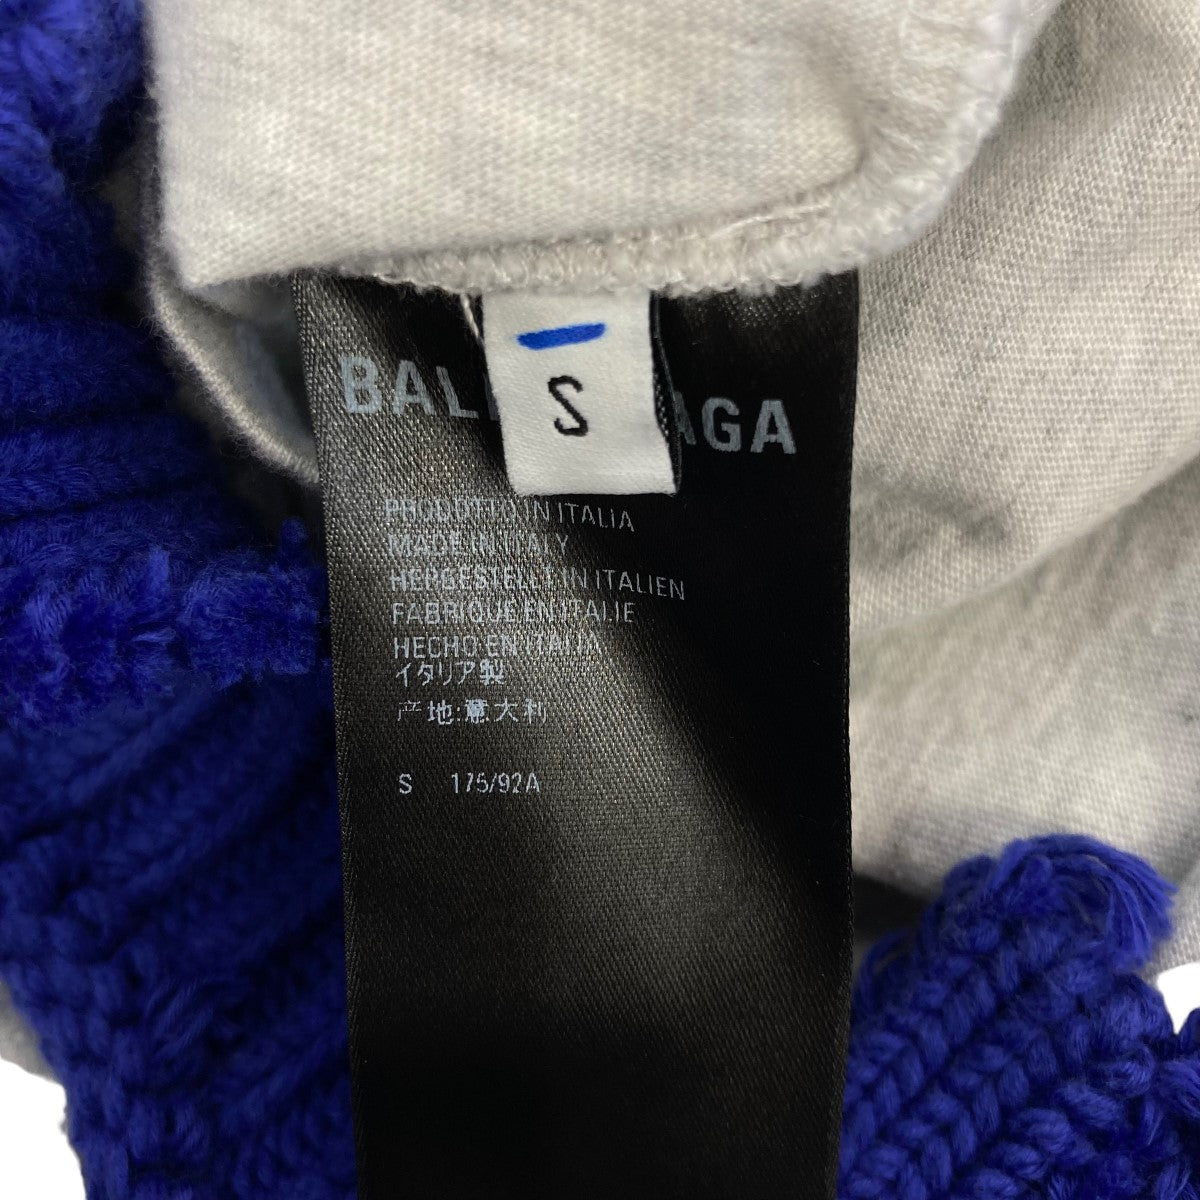 S
BAL AGA
PRODOTTO IN ITALIA
MADE IN ITALY
HERGESTELLT IN ITALIEN
FABRIQUE EN ITALIE
HECHO EN ITALIA
イタリア製
产地:意大利
S 175/92A